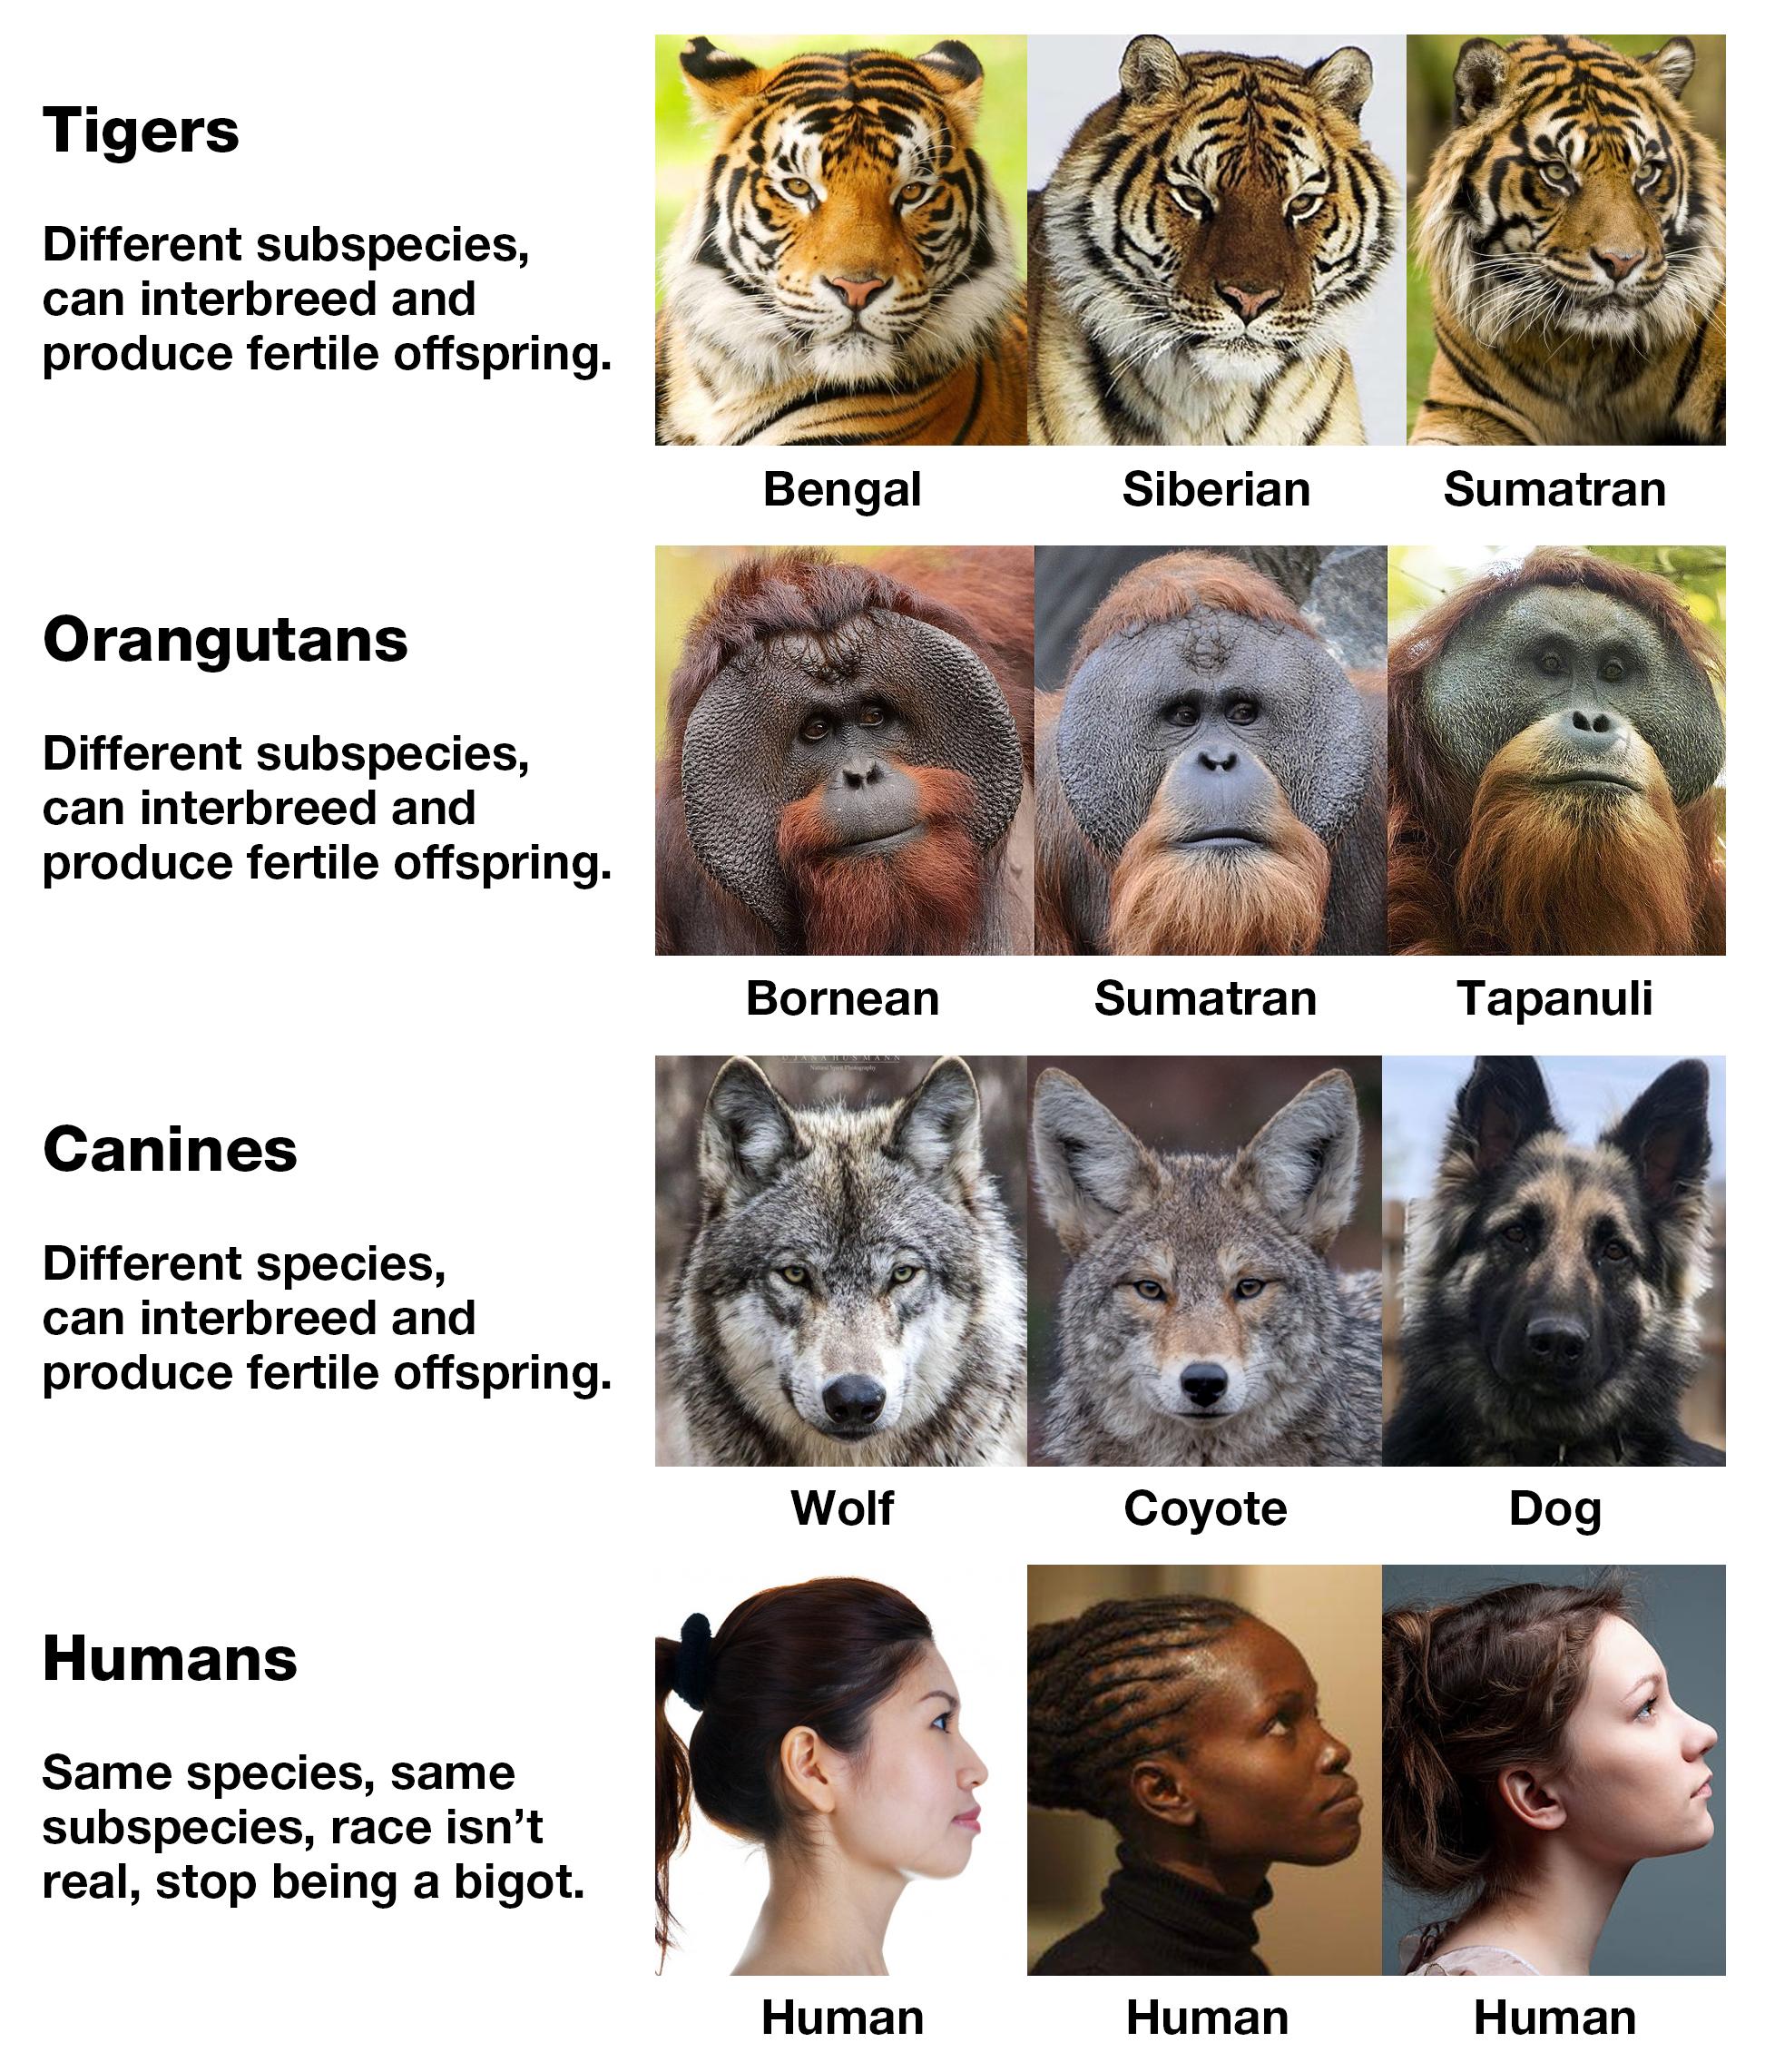 Tigers
Different subspecies,
can interbreed and
produce fertile offspring.
Bengal
Siberian
Sumatran
Orangutans
Different subspecies,
can interbreed and
produce fertile offspring.
Bornean
Sumatran
Tapanuli
Canines
Different species,
can interbreed and
produce fertile offspring.
Wolf
Coyote
Dog
Humans
Same species, same
subspecies, race isn’t
real, stop being a bigot.
Human
Human
Human